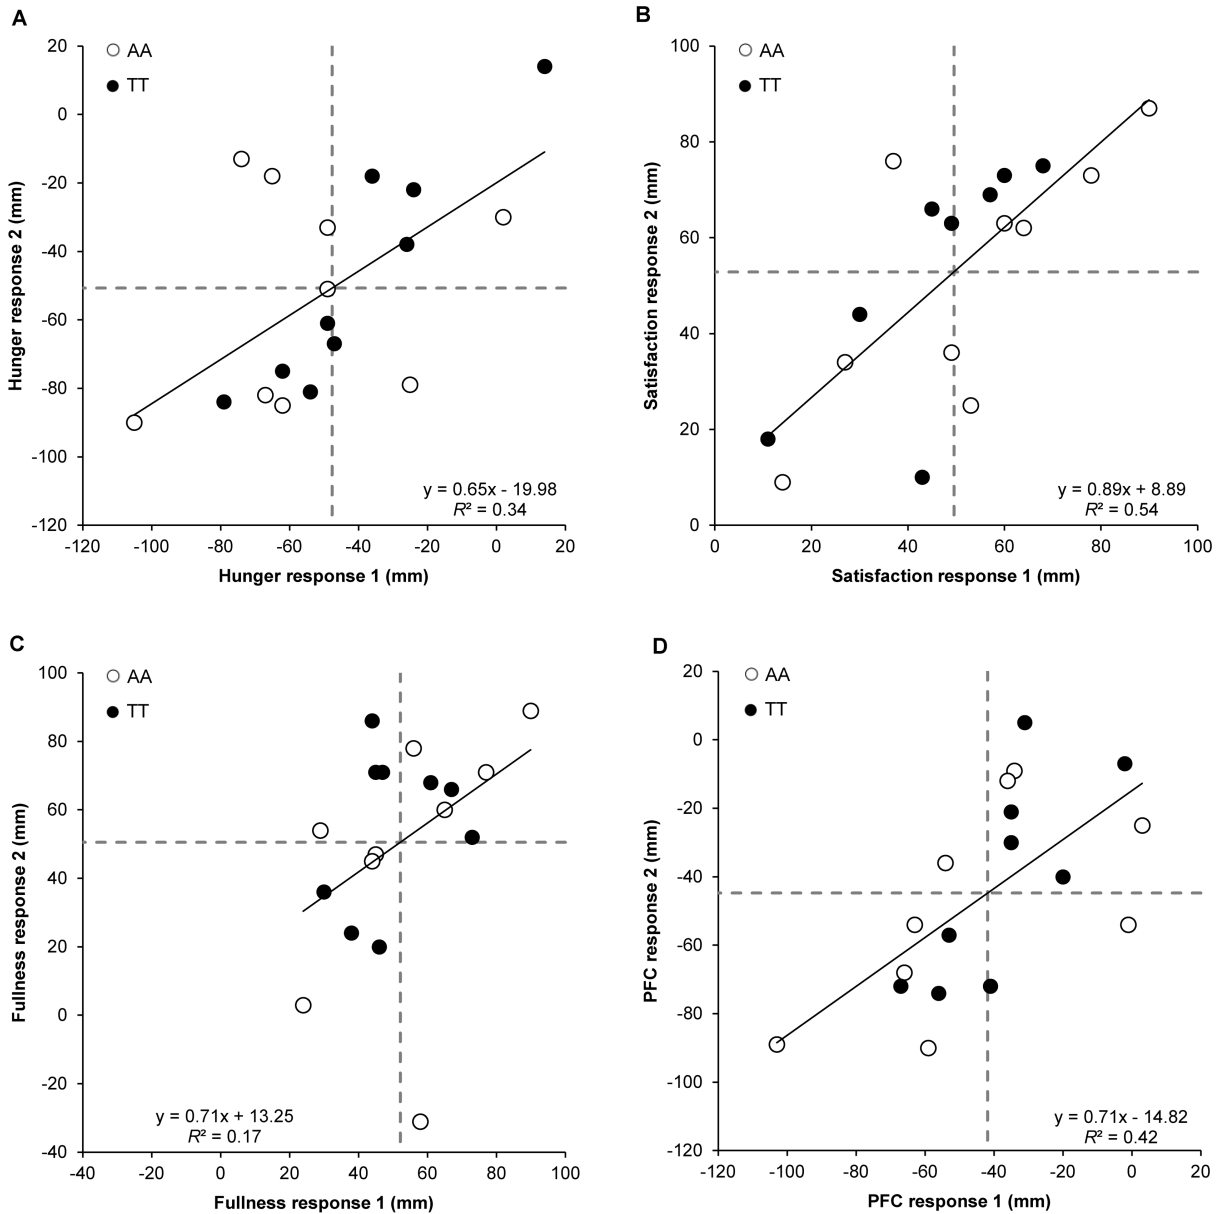 A
AA
TT
20
0
-20
-40
-60
-80
-100
-120
-120 -100 -80 -60 -40 -20 0 20
Hunger response 2 (mm)
Hunger response 1 (mm)
y = 0.65x - 19.98
R² = 0.34
B
AA
TT
100
80
60
40
20
0
0 20 40 60 80 100
Satisfaction response 2 (mm)
Satisfaction response 1 (mm)
y = 0.89x + 8.89
R² = 0.54
C
AA
TT
100
80
60
40
20
0
-20
-40
-40 -20 0 20 40 60 80 100
Fullness response 2 (mm)
Fullness response 1 (mm)
y = 0.71x + 13.25
R² = 0.17
D
AA
TT
20
0
-20
-40
-60
-80
-100
-120
-120 -100 -80 -60 -40 -20 0 20
PFC response 2 (mm)
PFC response 1 (mm)
y = 0.71x - 14.82
R² = 0.42